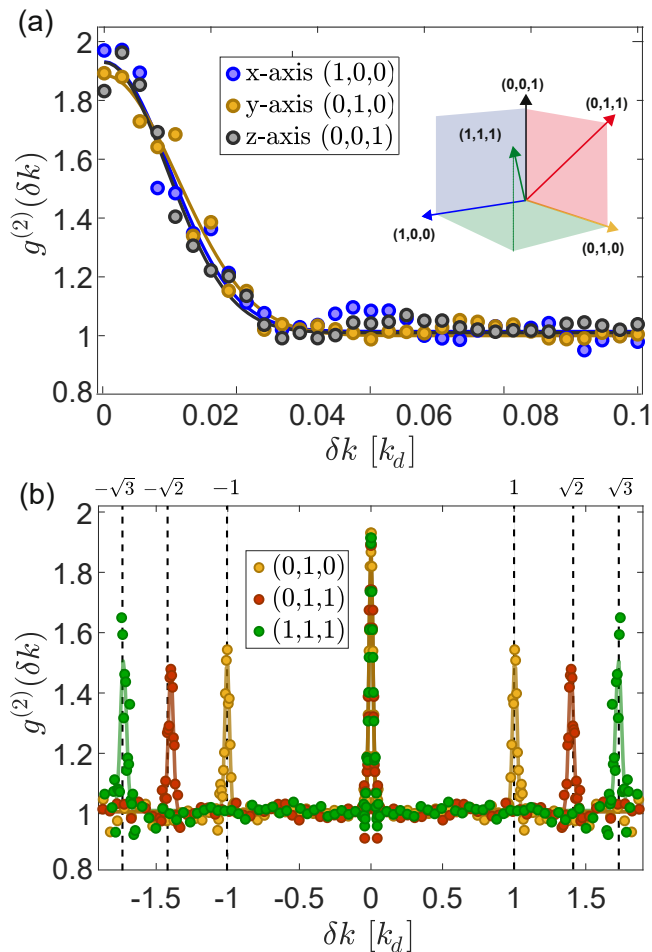 (a)
2
1.8
1.6
1.4
1.2
1
0.8
g⁽²⁾(δk)
x-axis (1,0,0)
y-axis (0,1,0)
z-axis (0,0,1)
(0,0,1)
(0,1,1)
(1,1,1)
(1,0,0)
(0,1,0)
0 0.02 0.04 0.06 0.08 0.1
δk [k_d]
(b)
−√3 −√2 −1 1 √2 √3
2
1.8
1.6
1.4
1.2
1
0.8
g⁽²⁾(δk)
(0,1,0)
(0,1,1)
(1,1,1)
-1.5 -1 -0.5 0 0.5 1 1.5
δk [k_d]